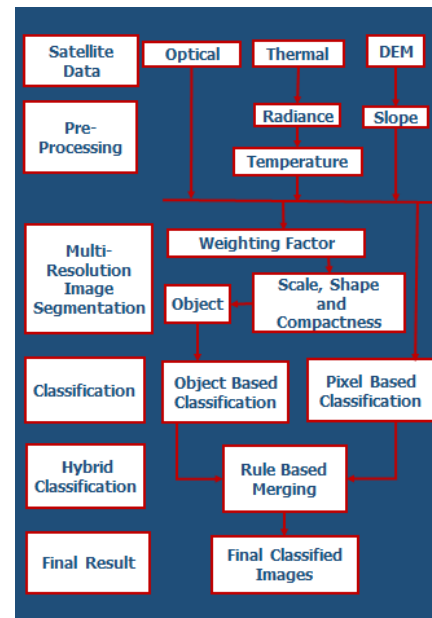 Satellite
Data
Optical
Thermal
DEM
Pre-
Processing
Radiance
Slope
Temperature
Multi-
Resolution
Image
Segmentation
Weighting Factor
Scale, Shape
and
Compactness
Object
Classification
Object Based
Classification
Pixel Based
Classification
Hybrid
Classification
Rule Based
Merging
Final Result
Final Classified
Images